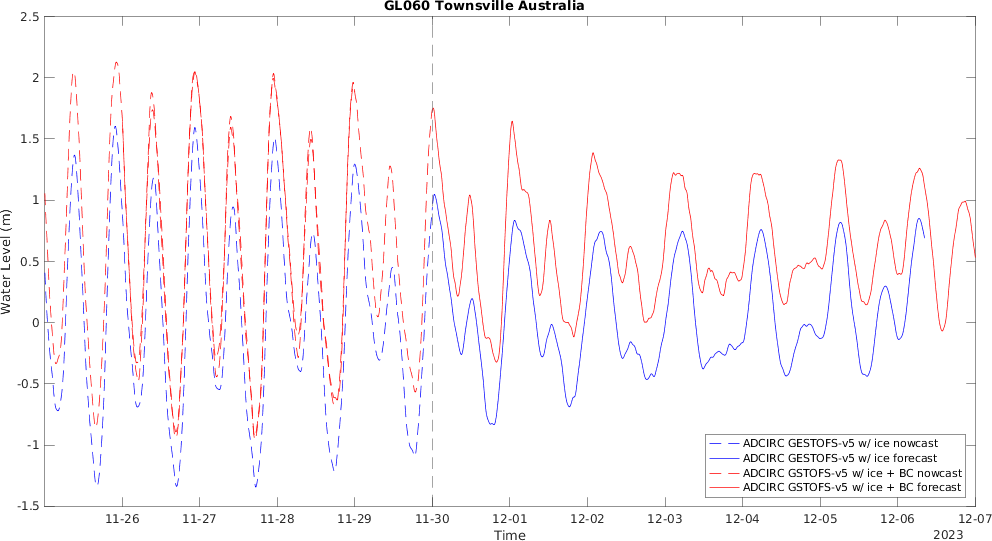 GL060 Townsville Australia
2.5
2
1.5
1
0.5
0
-0.5
-1
-1.5
Water Level (m)
11-26 11-27 11-28 11-29 11-30 12-01 12-02 12-03 12-04 12-05 12-06 12-07
Time
2023
ADCIRC GESTOFS-v5 w/ ice nowcast
ADCIRC GESTOFS-v5 w/ ice forecast
ADCIRC GSTOFS-v5 w/ ice + BC nowcast
ADCIRC GSTOFS-v5 w/ ice + BC forecast